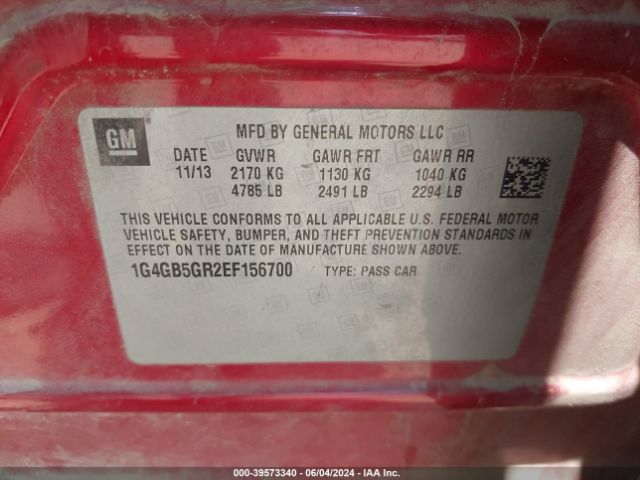 GM ®
MFD BY GENERAL MOTORS LLC
DATE GVWR GAWR FRT GAWR RR
11/13 2170 KG 1130 KG 1040 KG
4785 LB 2491 LB 2294 LB
THIS VEHICLE CONFORMS TO ALL APPLICABLE U.S. FEDERAL MOTOR
VEHICLE SAFETY, BUMPER, AND THEFT PREVENTION STANDARDS IN
EFFECT ON THE DATE OF MANUFACTURE SHOWN ABOVE.
1G4GB5GR2EF156700 TYPE: PASS CAR
000-39573340 - 06/04/2024 - IAA Inc.